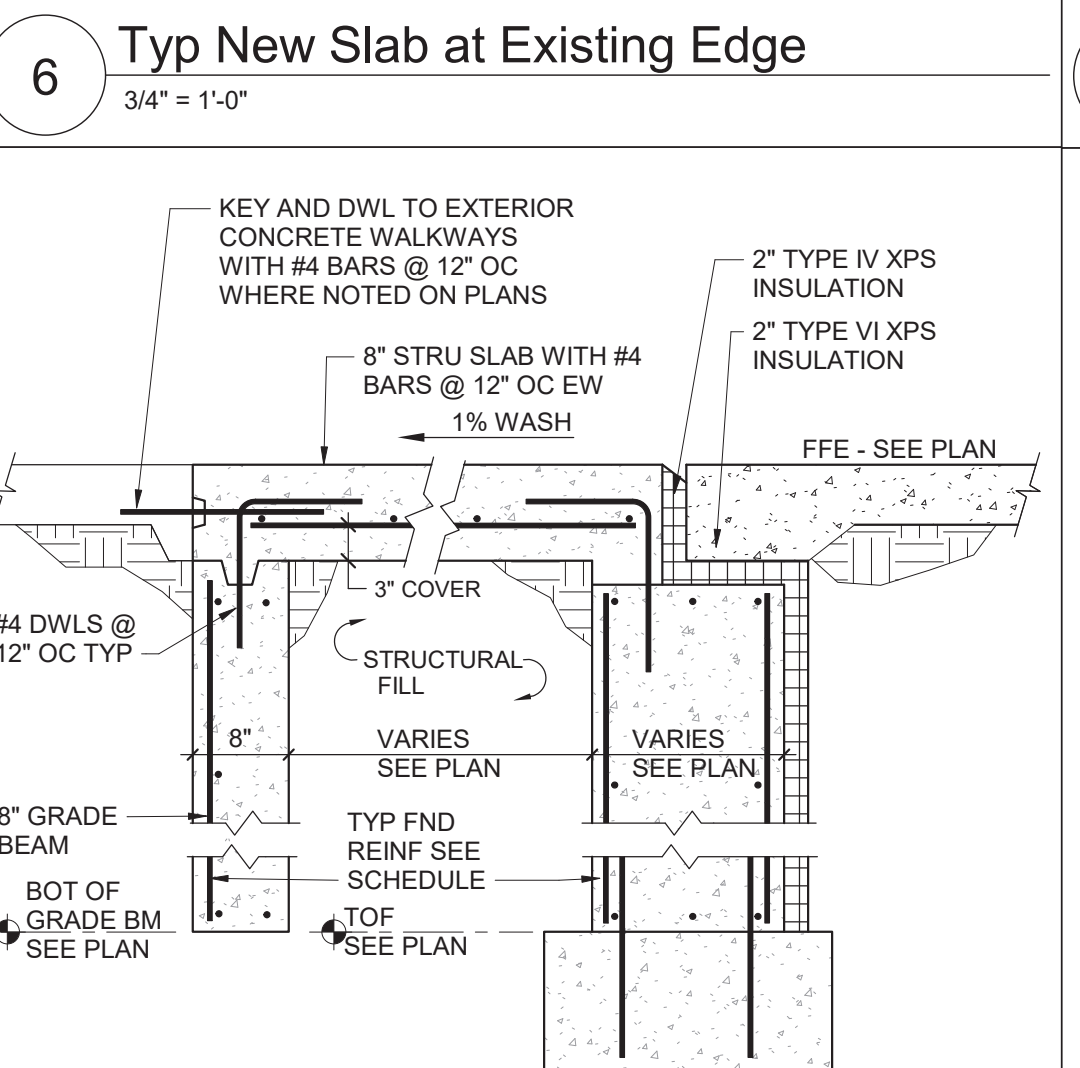 6
Typ New Slab at Existing Edge
3/4" = 1'-0"
KEY AND DWL TO EXTERIOR
CONCRETE WALKWAYS
WITH #4 BARS @ 12" OC
WHERE NOTED ON PLANS
2" TYPE IV XPS
INSULATION
2" TYPE VI XPS
INSULATION
8" STRU SLAB WITH #4
BARS @ 12" OC EW
1% WASH
FFE - SEE PLAN
3" COVER
#4 DWLS @
12" OC TYP
STRUCTURAL
FILL
8"
VARIES
SEE PLAN
VARIES
SEE PLAN
8" GRADE
BEAM
TYP FND
REINF SEE
SCHEDULE
BOT OF
GRADE BM
SEE PLAN
TOF
SEE PLAN